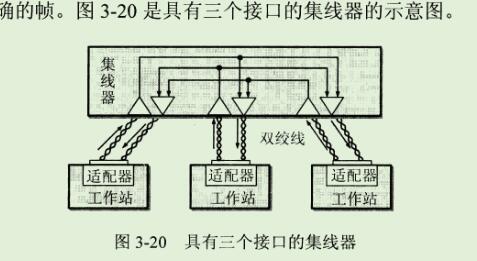 确的帧。图 3-20 是具有三个接口的集线器的示意图。
集线器
双绞线
适配器 适配器 适配器
工作站 工作站 工作站
图 3-20 具有三个接口的集线器